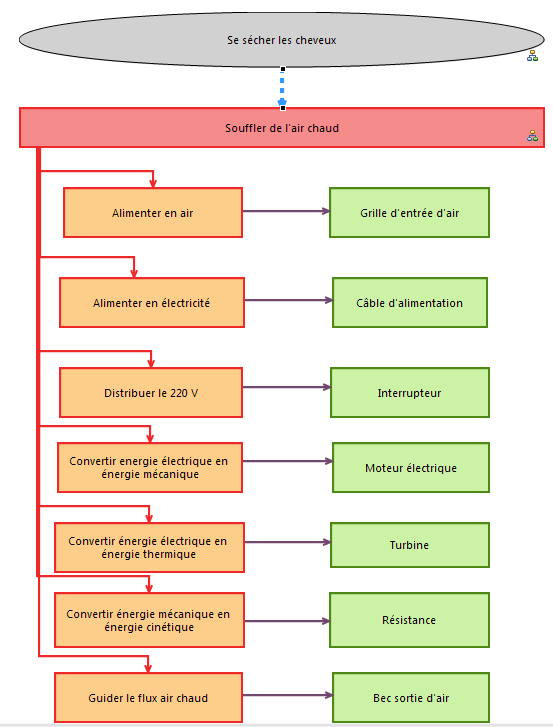 Se sécher les cheveux
Souffler de l'air chaud
Alimenter en air
Grille d'entrée d'air
Alimenter en électricité
Câble d'alimentation
Distribuer le 220 V
Interrupteur
Convertir energie électrique en
énergie mécanique
Moteur électrique
Convertir énergie électrique en
énergie thermique
Turbine
Convertir énergie mécanique en
énergie cinétique
Résistance
Guider le flux air chaud
Bec sortie d'air